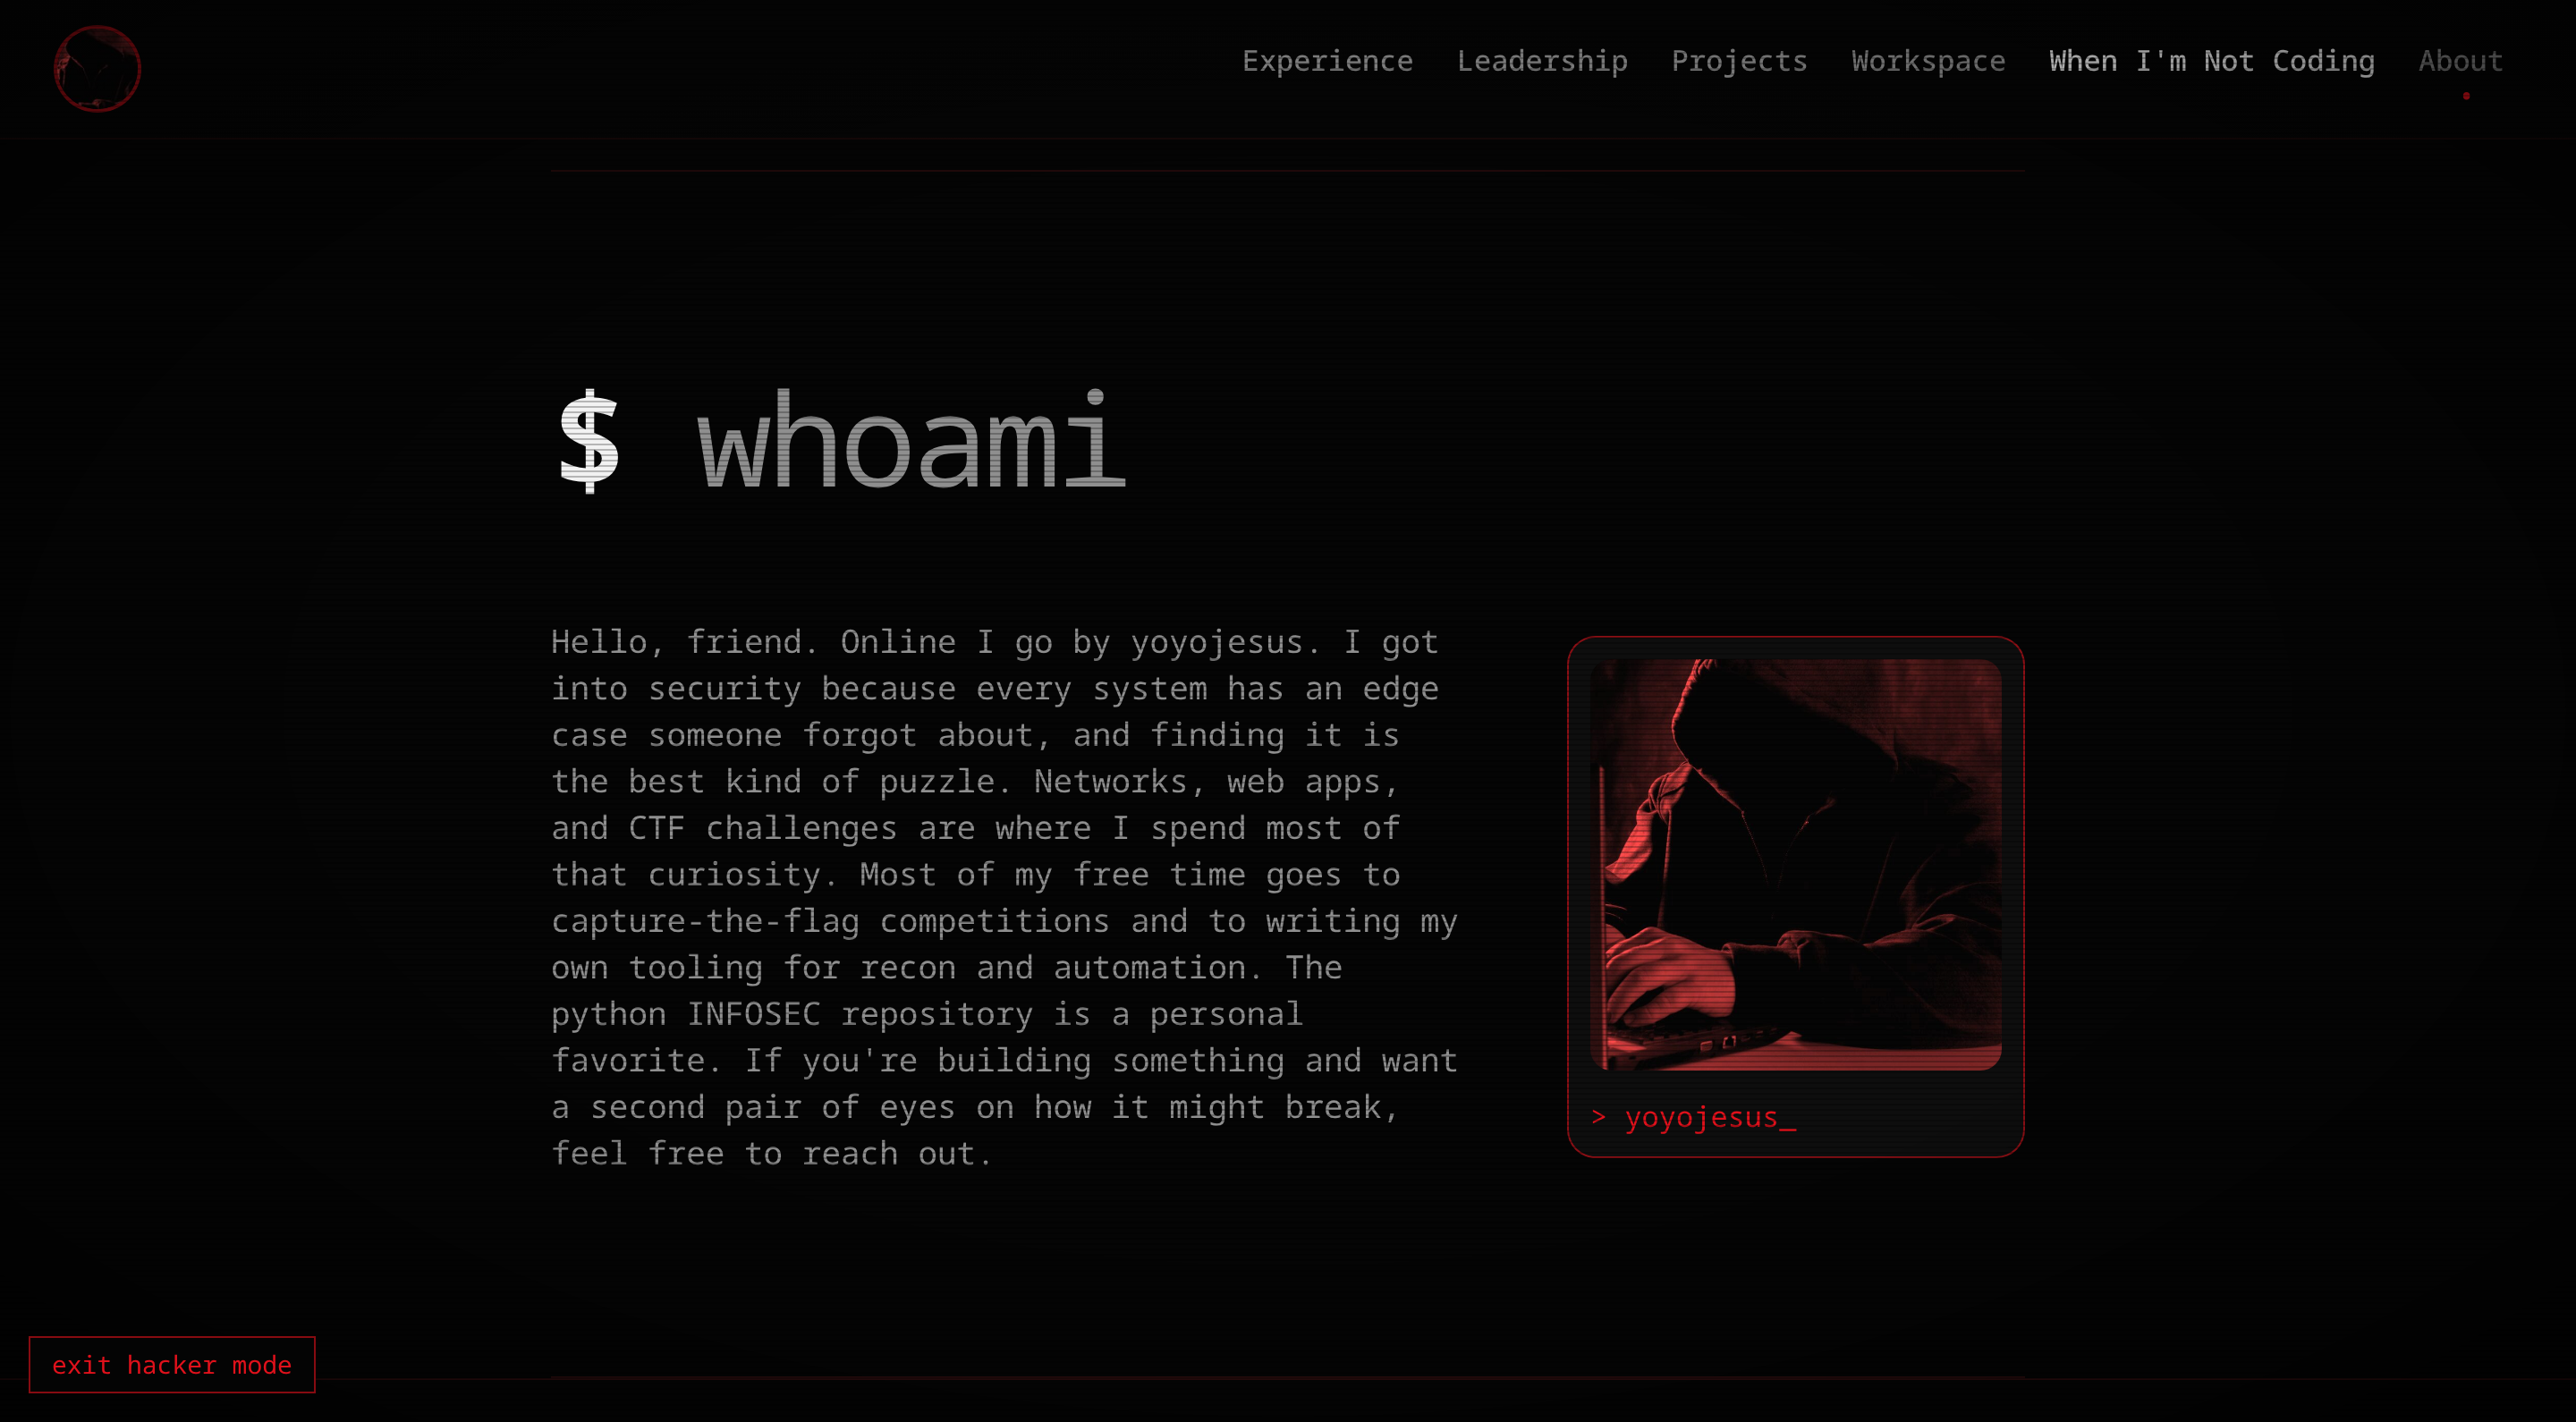 Experience Leadership Projects Workspace When I'm Not Coding About
$ whoami
Hello, friend. Online I go by yoyojesus. I got
into security because every system has an edge
case someone forgot about, and finding it is
the best kind of puzzle. Networks, web apps,
and CTF challenges are where I spend most of
that curiosity. Most of my free time goes to
capture-the-flag competitions and to writing my
own tooling for recon and automation. The
python INFOSEC repository is a personal
favorite. If you're building something and want
a second pair of eyes on how it might break,
feel free to reach out.
> yoyojesus_
exit hacker mode